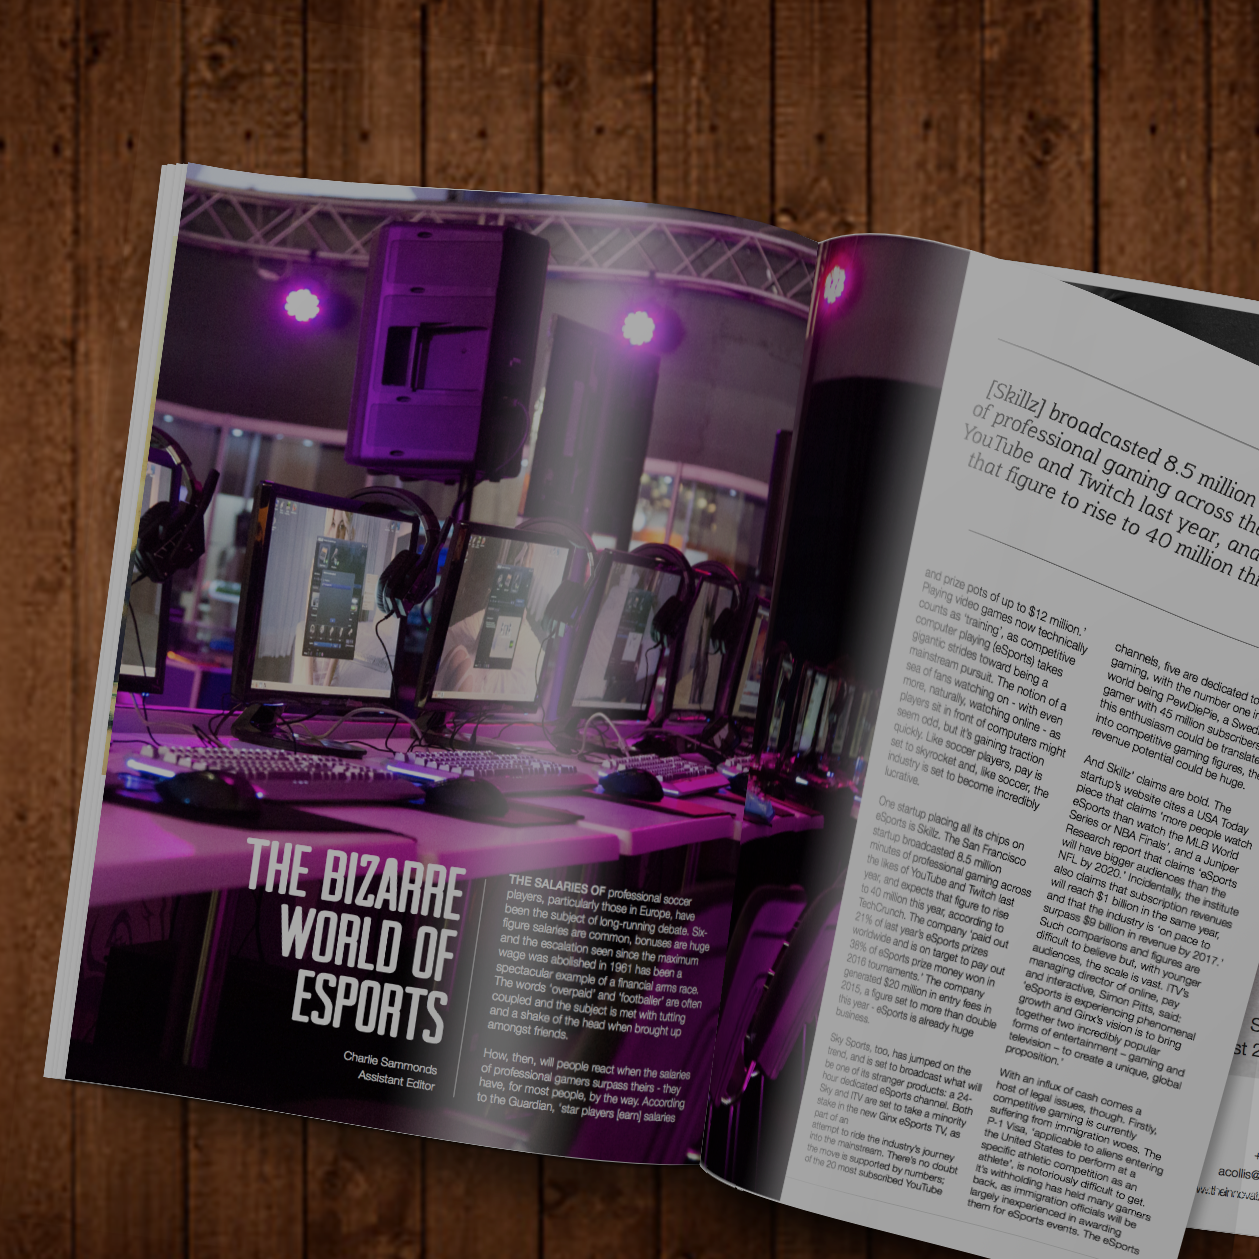 THE BIZARRE
WORLD OF
ESPORTS
Charlie Sammonds
Assistant Editor
THE SALARIES OF professional soccer
players, particularly those in Europe, have
been the subject of long-running debate. Six-
figure salaries are common, bonuses are huge
and the escalation seen since the maximum
wage was abolished in 1961 has been a
spectacular example of a financial arms race.
The words 'overpaid' and 'footballer' are often
coupled and the subject is met with tutting
and a shake of the head when brought up
amongst friends.
How, then, will people react when the salaries
of professional gamers surpass theirs - they
have, for most people, by the way. According
to the Guardian, 'star players [earn] salaries
[Skillz] broadcasted 8.5 million
of professional gaming across
YouTube and Twitch last year, and
that figure to rise to 40 million
and prize pots of up to $12 million.'
Playing video games now technically
counts as 'training', as competitive
computer playing (eSports) takes
gigantic strides toward being a
mainstream pursuit. The notion of a
sea of fans watching on - with even
more, naturally, watching online - as
players sit in front of computers might
seem odd, but it's gaining traction
quickly. Like soccer players, pay is
set to skyrocket and, like soccer, the
industry is set to become incredibly
lucrative.
One startup placing all its chips on
eSports is Skillz. The San Francisco
startup broadcasted 8.5 million
minutes of professional gaming across
the likes of YouTube and Twitch last
year, and expects that figure to rise
to 40 million this year, according to
TechCrunch. The company 'paid out
21% of last year's eSports prizes
worldwide and is on target to pay out
36% of eSports prize money won in
2016 tournaments.' The company
generated $20 million in entry fees in
2015, a figure set to more than double
this year - eSports is already huge
business.
Sky Sports, too, has jumped on the
trend, and is set to broadcast what will
be one of its stranger products: a 24-
hour dedicated eSports channel. Both
Sky and ITV are set to take a minority
stake in the new Ginx eSports TV, as
part of an
attempt to ride the industry's journey
into the mainstream. There's no doubt
the move is supported by numbers;
of the 20 most subscribed YouTube
channels, five are dedicated to
gaming, with the number one in
world being PewDiePie, a
gamer with 45 million subscribers.
this enthusiasm could be
into competitive gaming figures,
revenue potential could be huge.
And Skillz' claims are bold. The
startup's website cites a USA Today
piece that claims 'more people watch
eSports than watch the MLB World
Series or NBA Finals'. and a Juniper
Research report that claims 'eSports
will have bigger audiences than the
NFL by 2020.' Incidentally, the institute
also claims that subscription revenues
will reach $1 billion in the same year,
and that the industry is 'on pace to
surpass $9 billion in revenue by 2017.'
Such comparisons and figures are
difficult to believe but, with younger
audiences, the scale is vast. iTV's
managing director of online, pay
and interactive, Simon Pitts, said:
'eSports is experiencing phenomenal
growth and Ginx's vision is to bring
together two incredibly popular
forms of entertainment – gaming and
television – to create a unique, global
proposition.'
With an influx of cash comes a
host of legal issues, though. Firstly,
competitive gaming is currently
suffering from immigration woes. The
P-1 Visa, 'applicable to aliens entering
the United States to perform at a
specific athletic competition as an
athlete', is notoriously difficult to get.
It's withholding has held many gamers
back, as immigration officials will be
largely inexperienced in awarding
them for eSports events. The eSports
acollis@